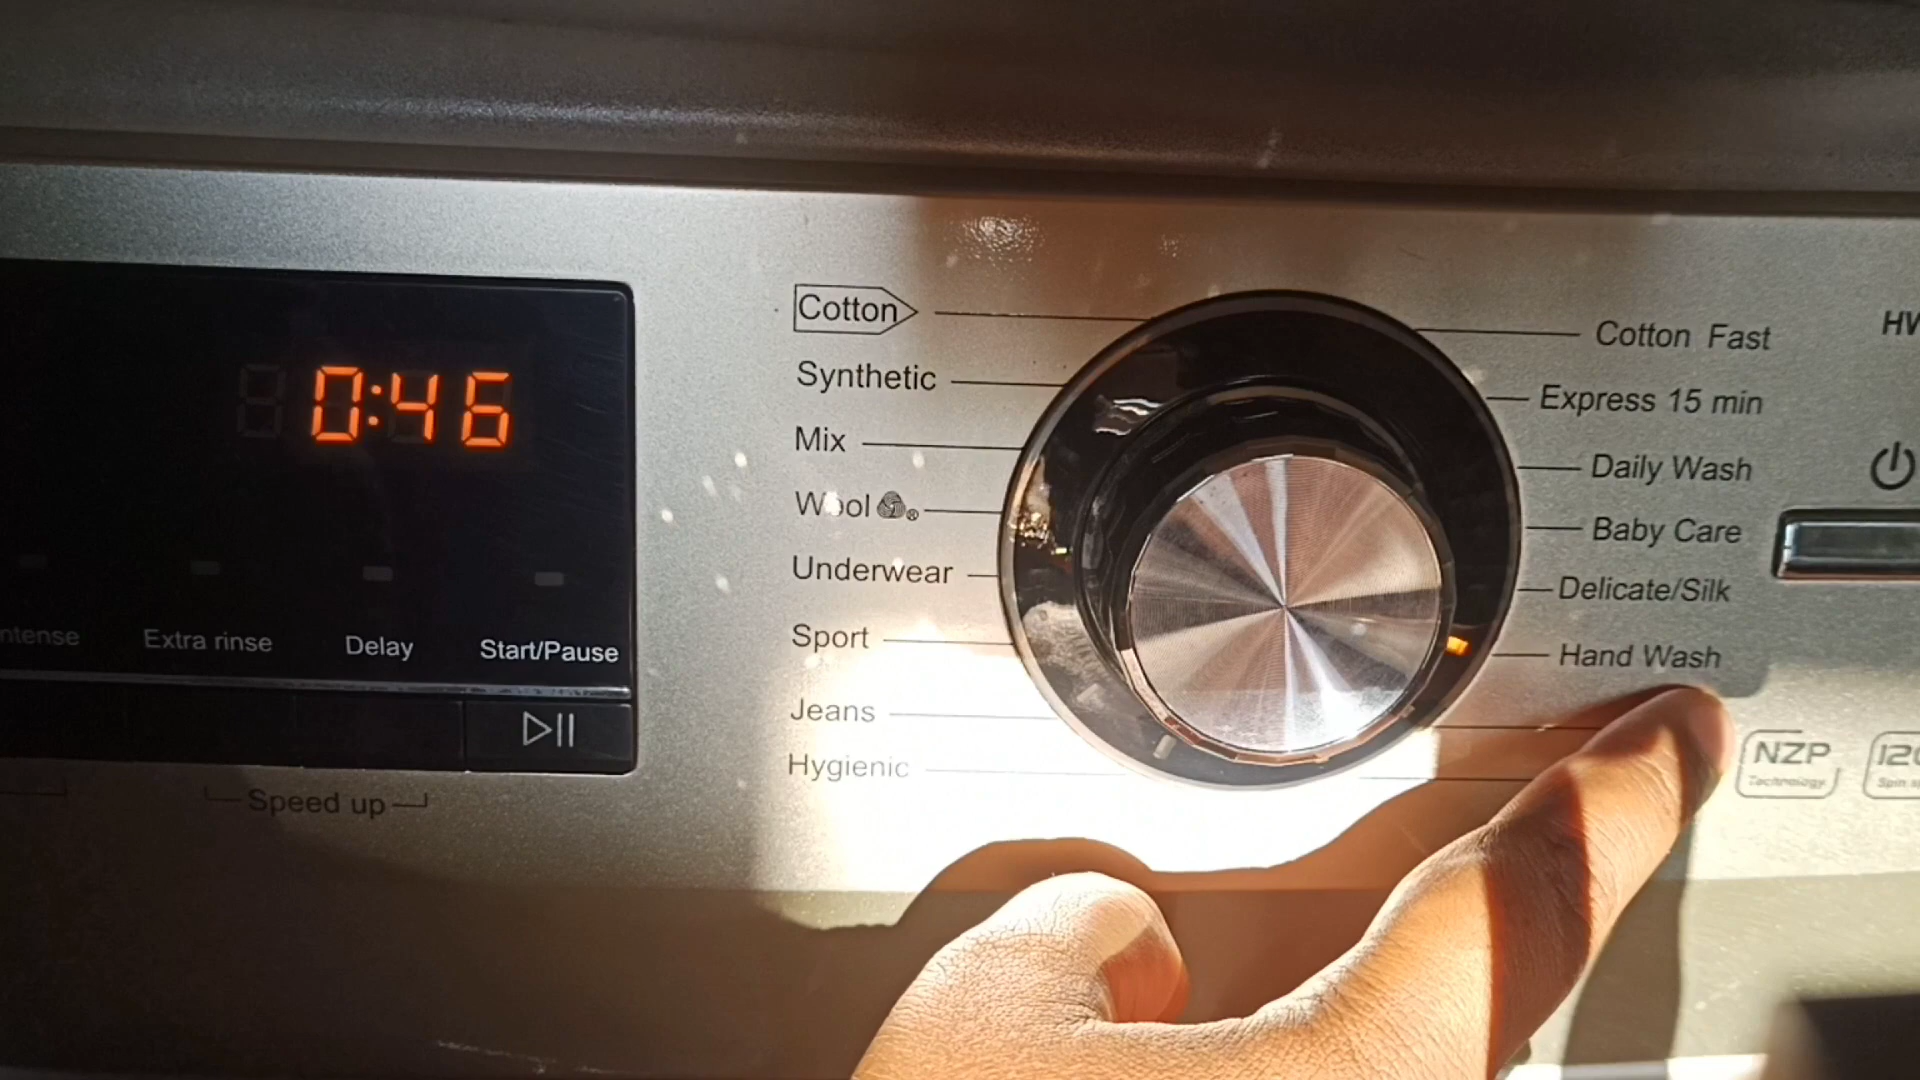 0:46
Extra rinse
Delay
Start/Pause
Speed up
Cotton
Synthetic
Mix
Wool
Underwear
Sport
Jeans
Hygienic
Cotton Fast
Express 15 min
Daily Wash
Baby Care
Delicate/Silk
Hand Wash
NZP
Technology